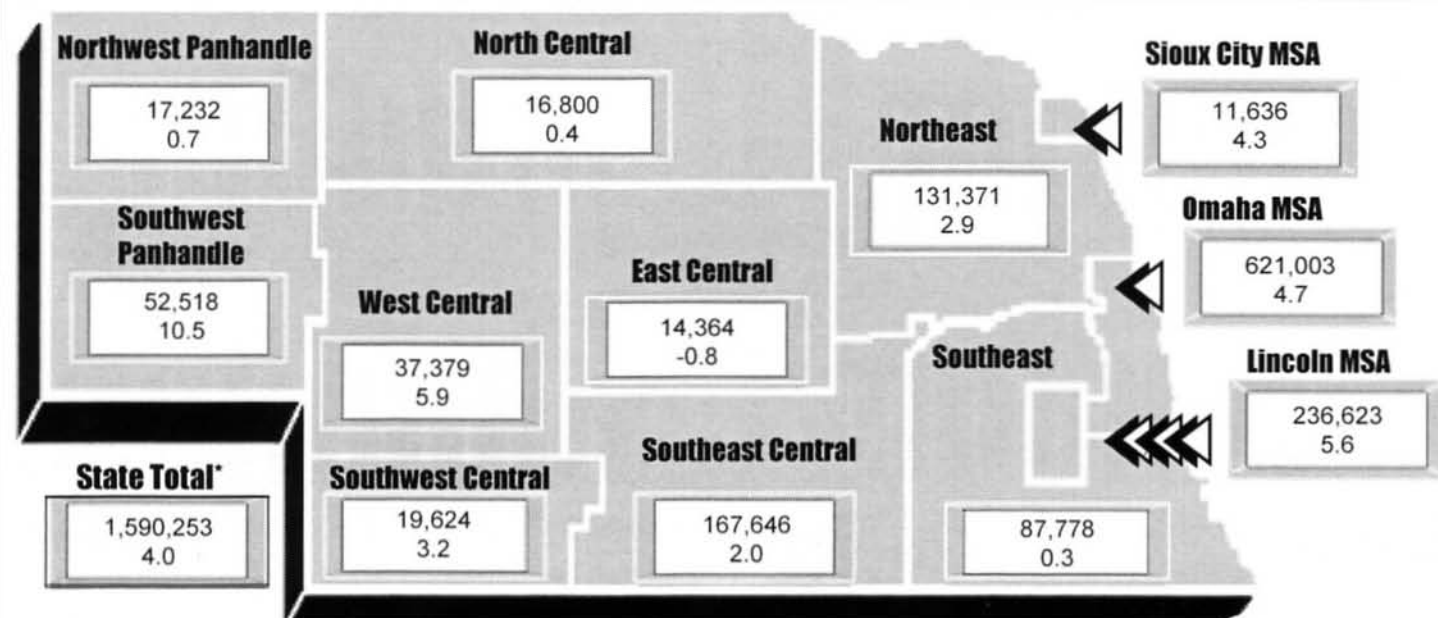 Northwest Panhandle
17,232
0.7
North Central
16,800
0.4
Sioux City MSA
11,636
4.3
Northeast
131,371
2.9
Omaha MSA
621,003
4.7
Southwest
Panhandle
52,518
10.5
West Central
37,379
5.9
East Central
14,364
-0.8
Southeast
87,778
0.3
Lincoln MSA
236,623
5.6
State Total*
1,590,253
4.0
Southwest Central
19,624
3.2
Southeast Central
167,646
2.0